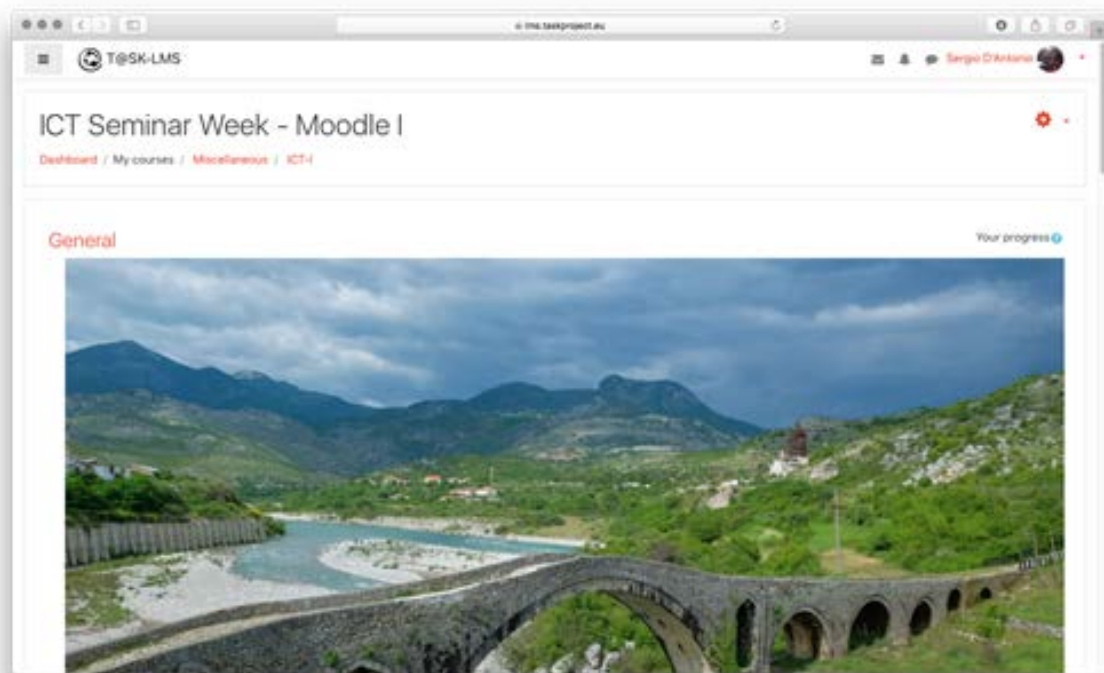 lms.taskproject.eu
T@SK-LMS
Sergio D'Antonio
ICT Seminar Week - Moodle I
Dashboard / My courses / Miscellaneous / ICT-I
General
Your progress